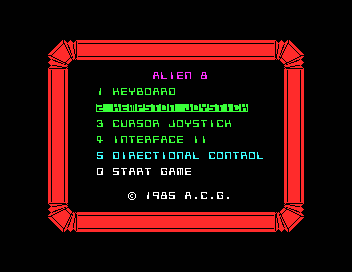 ALIEN 8
1 KEYBOARD
2 KEMPSTON JOYSTICK
3 CURSOR JOYSTICK
4 INTERFACE II
5 DIRECTIONAL CONTROL
0 START GAME
© 1985 A.C.G.